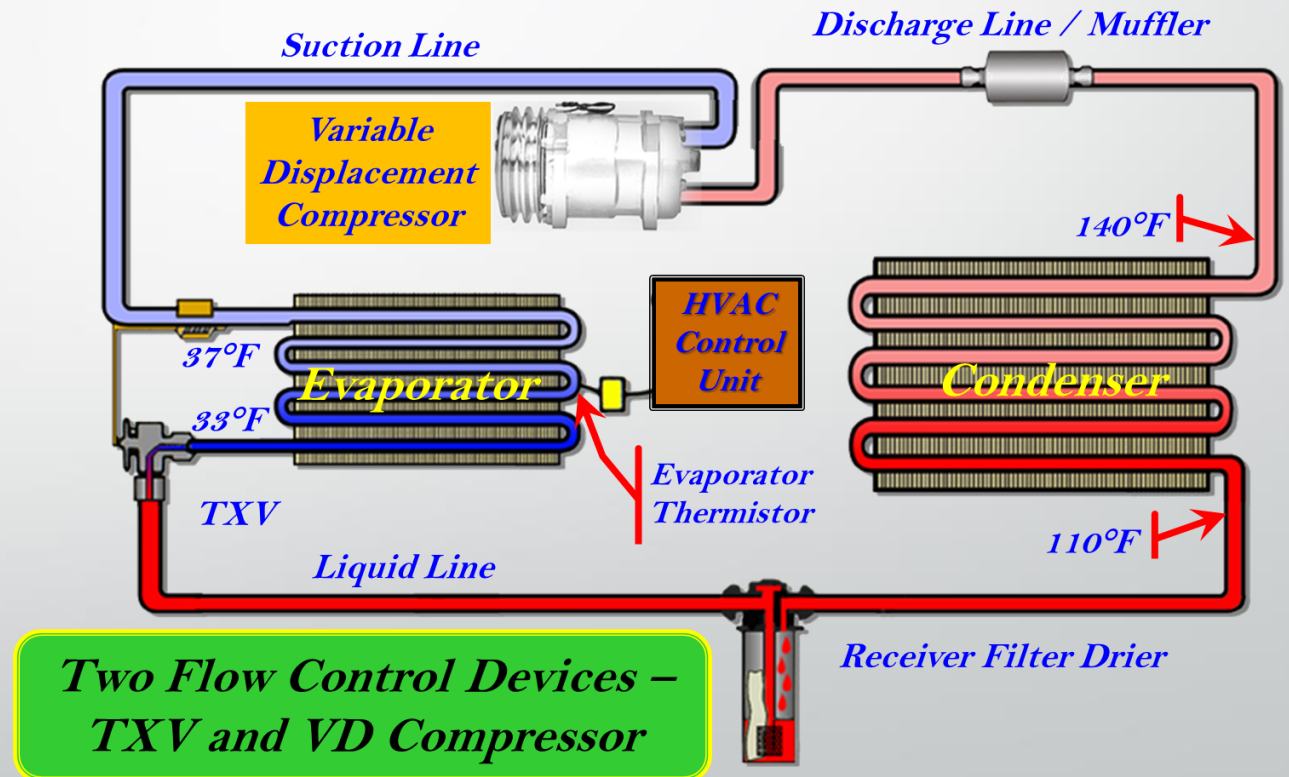 Discharge Line / Muffler
Suction Line
Variable
Displacement
Compressor
140°F
HVAC
Control
Unit
37°F
Evaporator
Condenser
33°F
Evaporator
Thermistor
TXV
110°F
Liquid Line
Receiver Filter Drier
Two Flow Control Devices –
TXV and VD Compressor